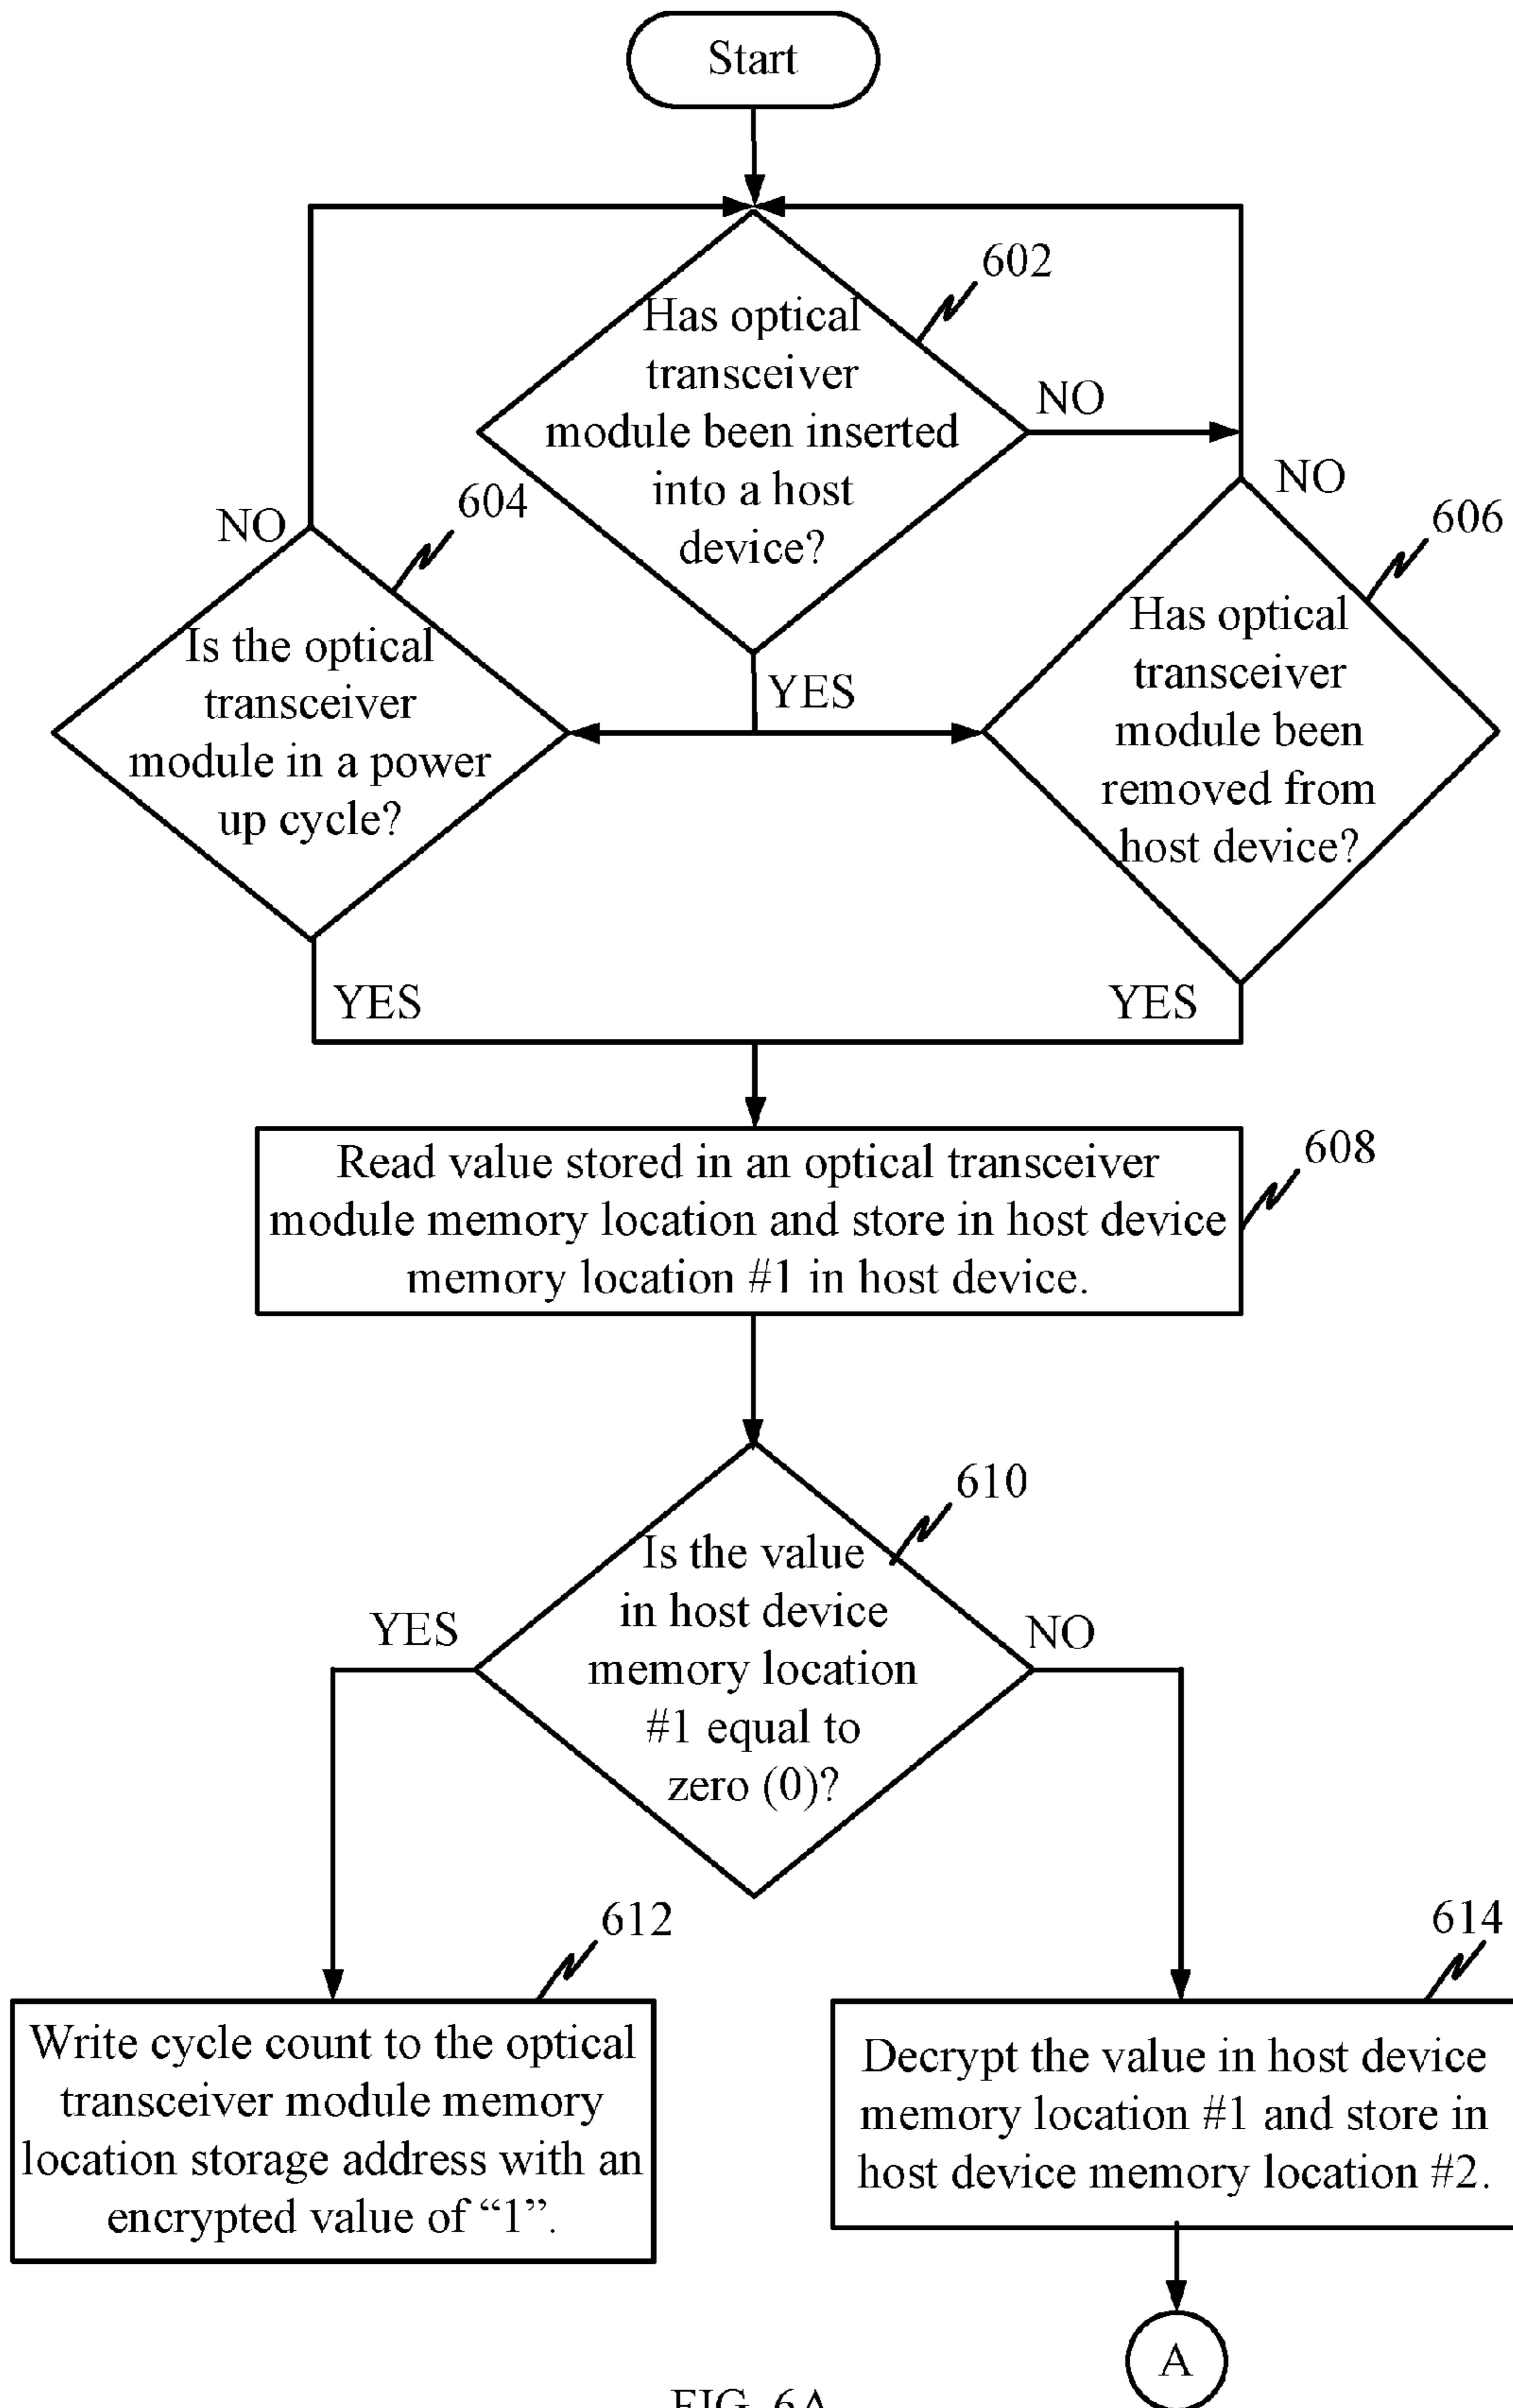 Start
602
Has optical
transceiver
module been inserted
into a host
device?
NO
YES
604
NO
Is the optical
transceiver
module in a power
up cycle?
YES
NO
606
Has optical
transceiver
module been
removed from
host device?
YES
608
Read value stored in an optical transceiver
module memory location and store in host device
memory location #1 in host device.
610
Is the value
in host device
memory location
#1 equal to
zero (0)?
YES
NO
612
Write cycle count to the optical
transceiver module memory
location storage address with an
encrypted value of “1”.
614
Decrypt the value in host device
memory location #1 and store in
host device memory location #2.
A
FIG. 6A